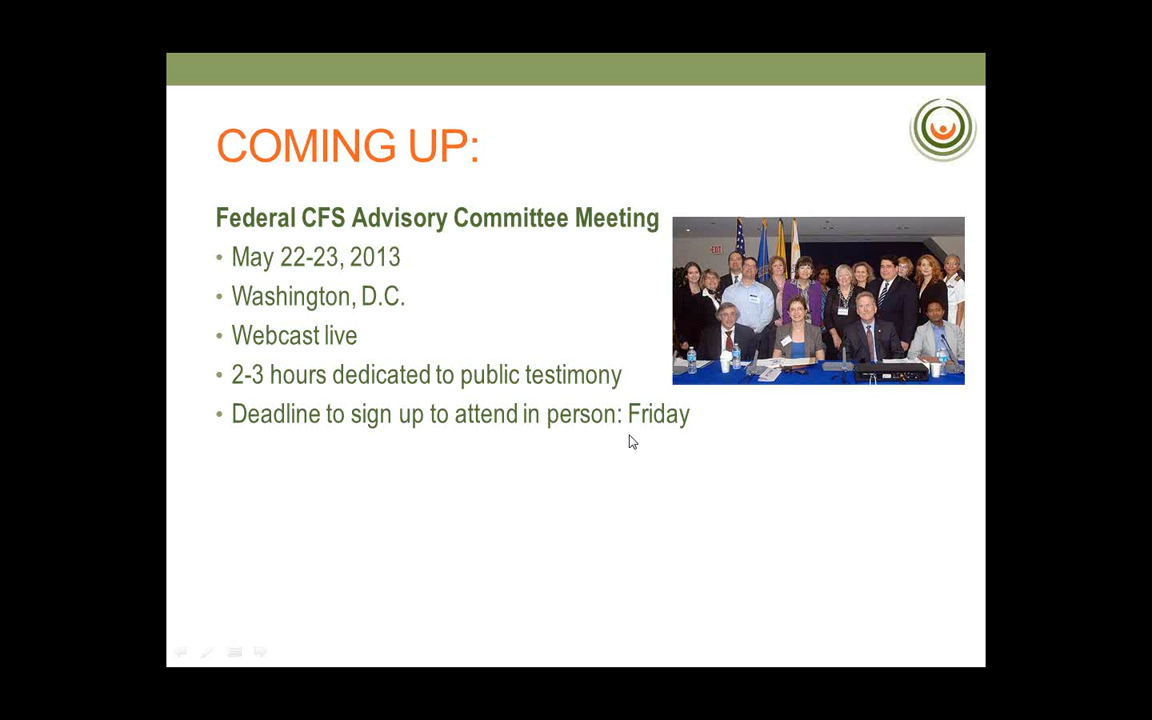 COMING UP:
Federal CFS Advisory Committee Meeting
• May 22-23, 2013
• Washington, D.C.
• Webcast live
• 2-3 hours dedicated to public testimony
• Deadline to sign up to attend in person: Friday
EXIT